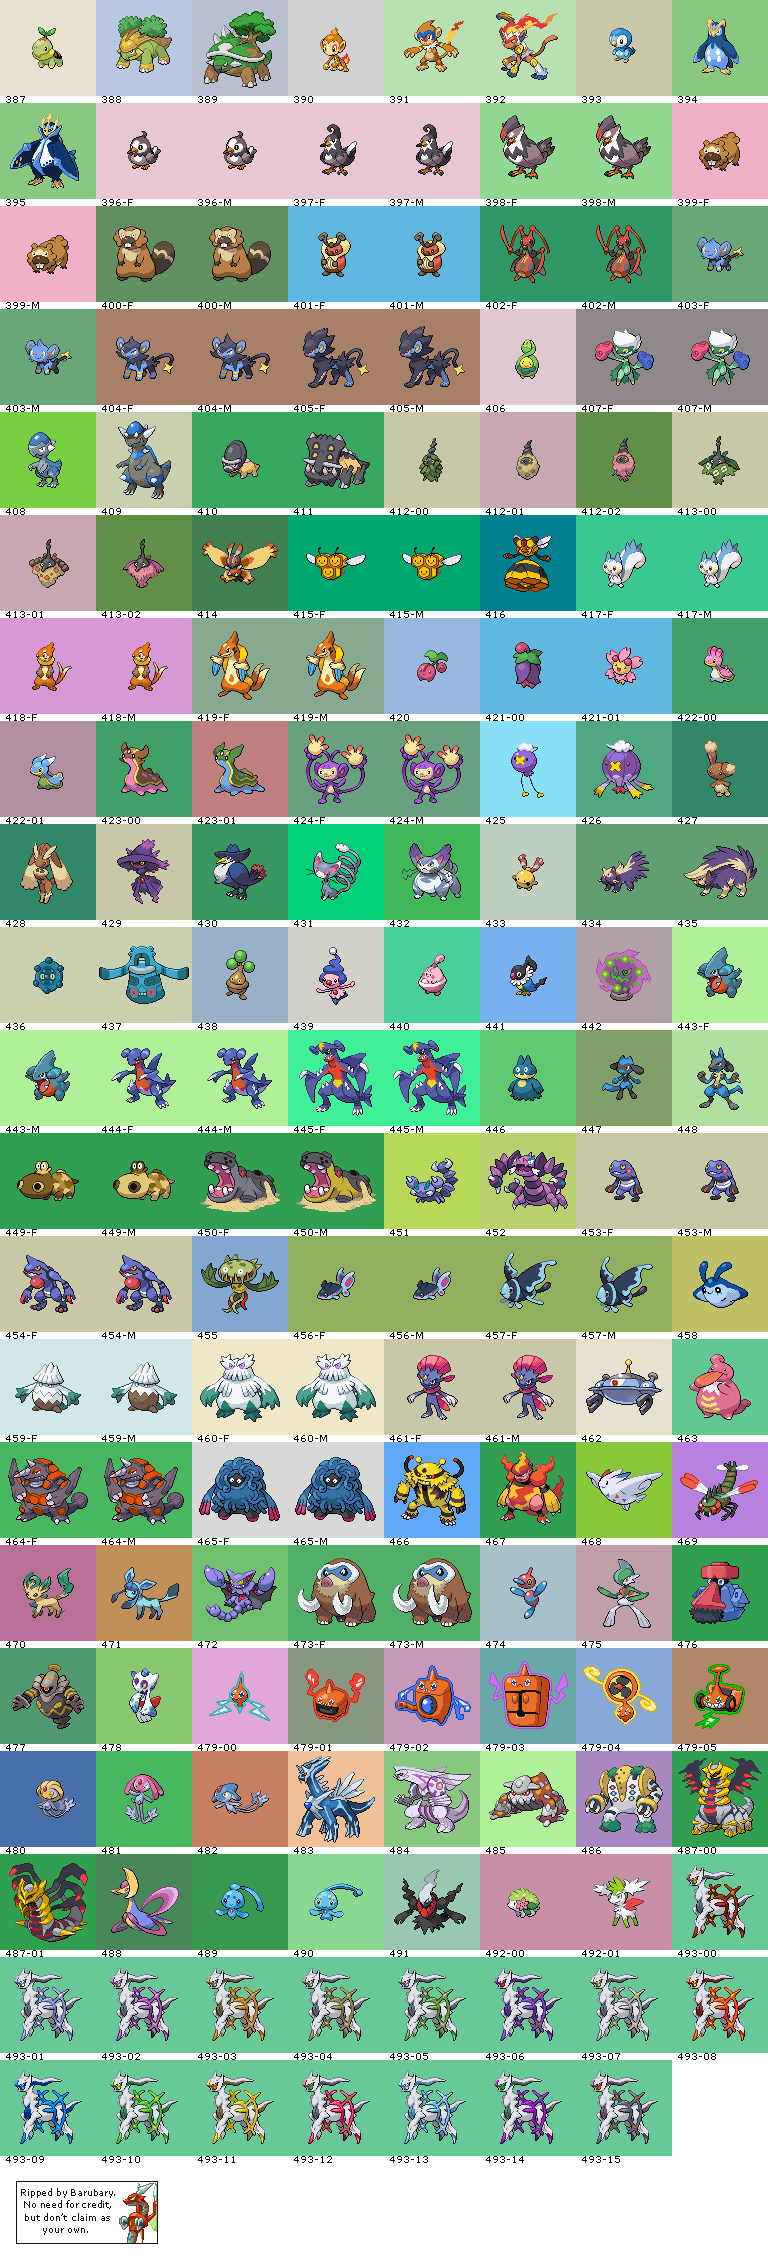 387 388 389 390 391 392 393 394
395 396-F 396-M 397-F 397-M 398-F 398-M 399-F
399-M 400-F 400-M 401-F 401-M 402-F 402-M 403-F
403-M 404-F 404-M 405-F 405-M 406 407-F 407-M
408 409 410 411 412-00 412-01 412-02 413-00
413-01 413-02 414 415-F 415-M 416 417-F 417-M
418-F 418-M 419-F 419-M 420 421-00 421-01 422-00
422-01 423-00 423-01 424-F 424-M 425 426 427
428 429 430 431 432 433 434 435
436 437 438 439 440 441 442 443-F
443-M 444-F 444-M 445-F 445-M 446 447 448
449-F 449-M 450-F 450-M 451 452 453-F 453-M
454-F 454-M 455 456-F 456-M 457-F 457-M 458
459-F 459-M 460-F 460-M 461-F 461-M 462 463
464-F 464-M 465-F 465-M 466 467 468 469
470 471 472 473-F 473-M 474 475 476
477 478 479-00 479-01 479-02 479-03 479-04 479-05
480 481 482 483 484 485 486 487-00
487-01 488 489 490 491 492-00 492-01 493-00
493-01 493-02 493-03 493-04 493-05 493-06 493-07 493-08
493-09 493-10 493-11 493-12 493-13 493-14 493-15
Ripped by Barubary.
No need for credit,
but don't claim as
your own.